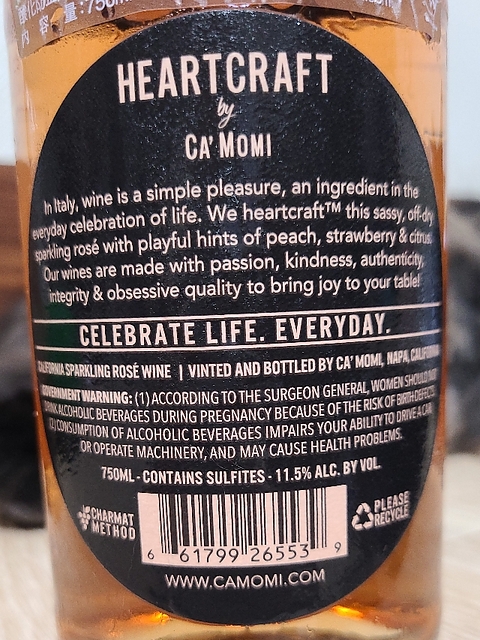 内 容 量:750m
HEARTCRAFT
by
CA' MOMI
In Italy, wine is a simple pleasure, an ingredient in the
everyday celebration of life. We heartcraft™ this sassy, off-dry
sparkling rosé with playful hints of peach, strawberry & citrus.
Our wines are made with passion, kindness, authenticity,
integrity & obsessive quality to bring joy to your table!
CELEBRATE LIFE. EVERYDAY.
CALIFORNIA SPARKLING ROSÉ WINE | VINTED AND BOTTLED BY CA' MOMI, NAPA, CALIFORNIA
GOVERNMENT WARNING: (1) ACCORDING TO THE SURGEON GENERAL, WOMEN SHOULD NOT
DRINK ALCOHOLIC BEVERAGES DURING PREGNANCY BECAUSE OF THE RISK OF BIRTH DEFECTS.
(2) CONSUMPTION OF ALCOHOLIC BEVERAGES IMPAIRS YOUR ABILITY TO DRIVE A CAR
OR OPERATE MACHINERY, AND MAY CAUSE HEALTH PROBLEMS.
750ML - CONTAINS SULFITES - 11.5% ALC. BY VOL.
CHARMAT
METHOD
PLEASE
RECYCLE
6 61799 26553 9
WWW.CAMOMI.COM